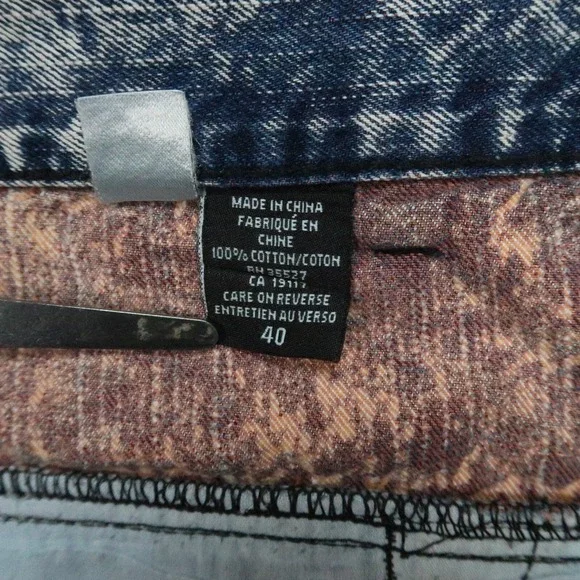 MADE IN CHINA
FABRIQUÉ EN
CHINE
100% COTTON/COTON
RN 35527
CA 19117
CARE ON REVERSE
ENTRETIEN AU VERSO
40